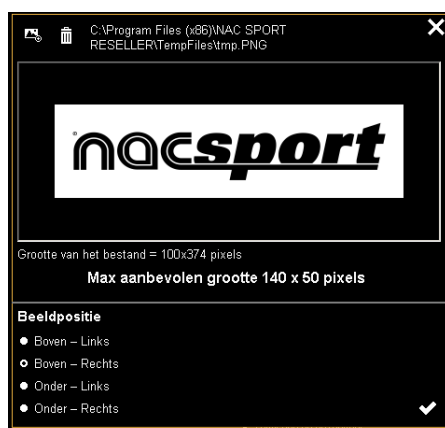 C:\Program Files (x86)\NAC SPORT
RESELLER\TempFiles\tmp.PNG
nacsport
Grootte van het bestand = 100x374 pixels
Max aanbevolen grootte 140 x 50 pixels
Beeldpositie
Boven – Links
Boven – Rechts
Onder – Links
Onder – Rechts